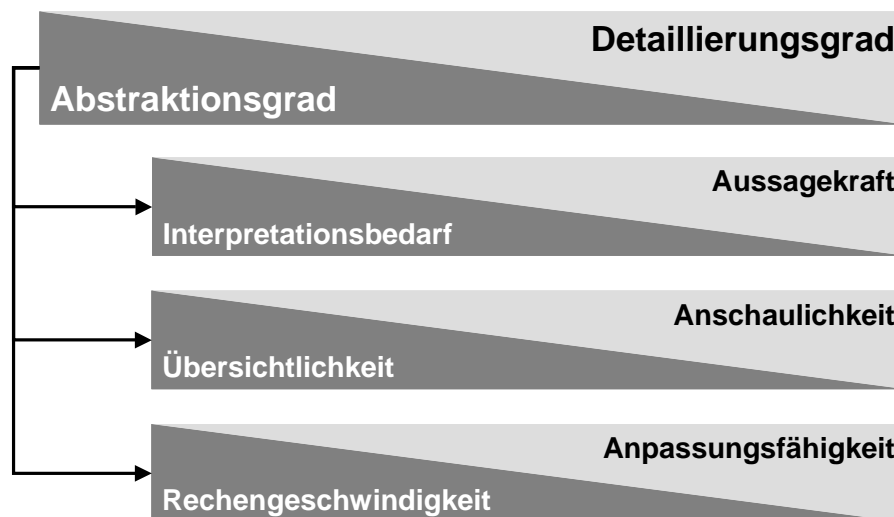 Detaillierungsgrad
Abstraktionsgrad
Aussagekraft
Interpretationsbedarf
Anschaulichkeit
Übersichtlichkeit
Anpassungsfähigkeit
Rechengeschwindigkeit